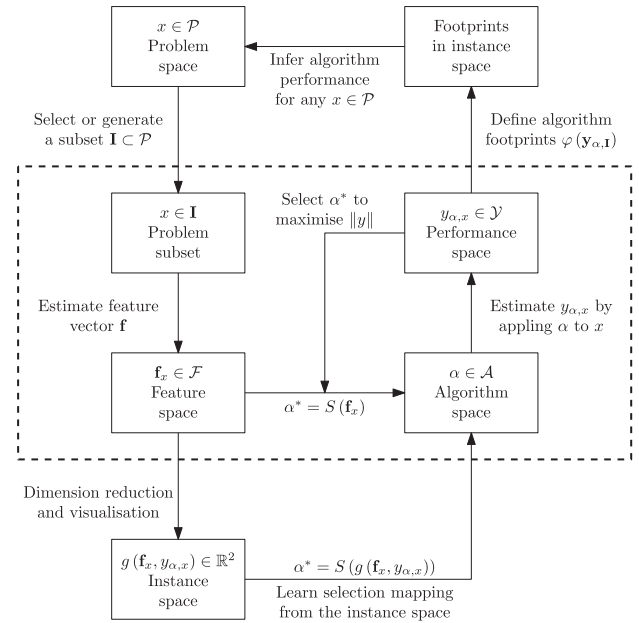 x ∈ 𝒫
Problem
space
Footprints
in instance
space
Infer algorithm
performance
for any x ∈ 𝒫
Select or generate
a subset I ⊂ 𝒫
Define algorithm
footprints φ (y_{α,I})
x ∈ I
Problem
subset
Select α* to
maximise ‖y‖
y_{α,x} ∈ 𝒴
Performance
space
Estimate feature
vector f
Estimate y_{α,x} by
appling α to x
f_x ∈ ℱ
Feature
space
α* = S (f_x)
α ∈ 𝒜
Algorithm
space
Dimension reduction
and visualisation
g (f_x, y_{α,x}) ∈ ℝ²
Instance
space
α* = S (g (f_x, y_{α,x}))
Learn selection mapping
from the instance space